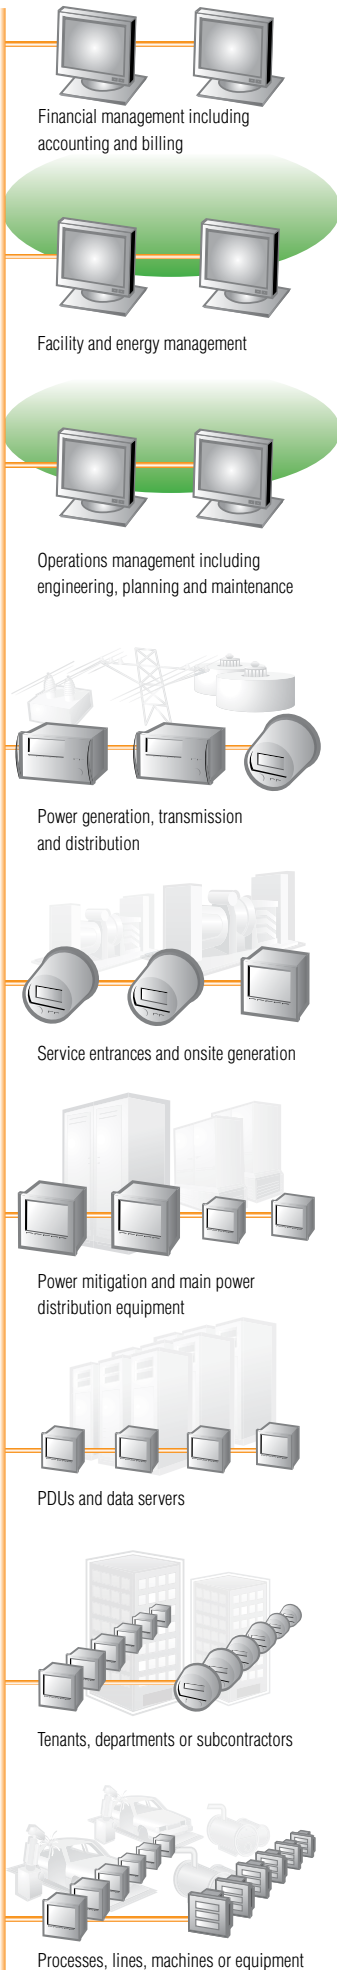 Financial management including
accounting and billing
Facility and energy management
Operations management including
engineering, planning and maintenance
Power generation, transmission
and distribution
Service entrances and onsite generation
Power mitigation and main power
distribution equipment
PDUs and data servers
Tenants, departments or subcontractors
Processes, lines, machines or equipment